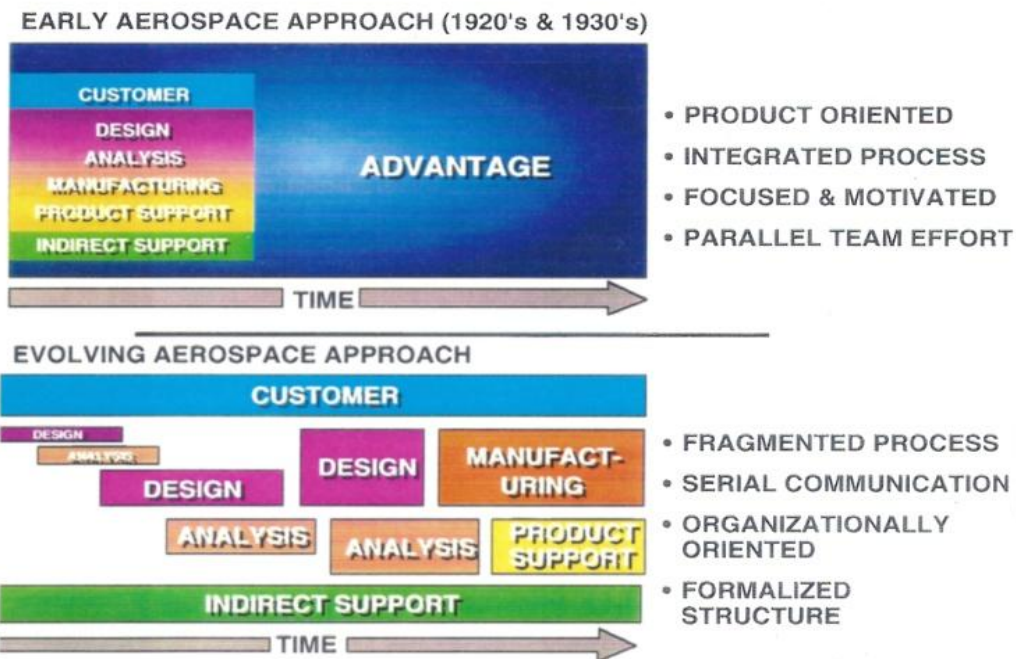 EARLY AEROSPACE APPROACH (1920's & 1930's)
CUSTOMER
DESIGN
ANALYSIS
MANUFACTURING
PRODUCT SUPPORT
INDIRECT SUPPORT
ADVANTAGE
• PRODUCT ORIENTED
• INTEGRATED PROCESS
• FOCUSED & MOTIVATED
• PARALLEL TEAM EFFORT
TIME
EVOLVING AEROSPACE APPROACH
CUSTOMER
DESIGN
ANALYSIS
DESIGN
DESIGN
MANUFACT-
URING
ANALYSIS
ANALYSIS
PRODUCT
SUPPORT
INDIRECT SUPPORT
TIME
• FRAGMENTED PROCESS
• SERIAL COMMUNICATION
• ORGANIZATIONALLY
ORIENTED
• FORMALIZED
STRUCTURE